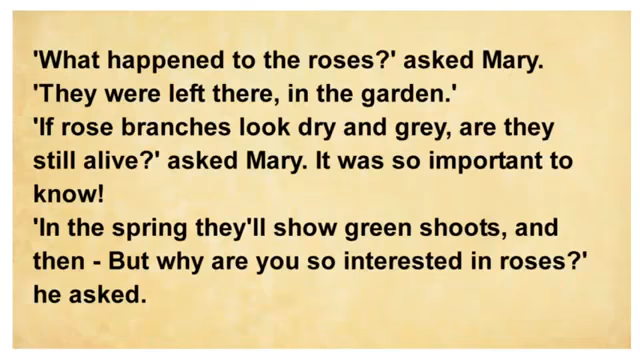 'What happened to the roses?' asked Mary.
'They were left there, in the garden.'
'If rose branches look dry and grey, are they
still alive?' asked Mary. It was so important to
know!
'In the spring they'll show green shoots, and
then - But why are you so interested in roses?'
he asked.